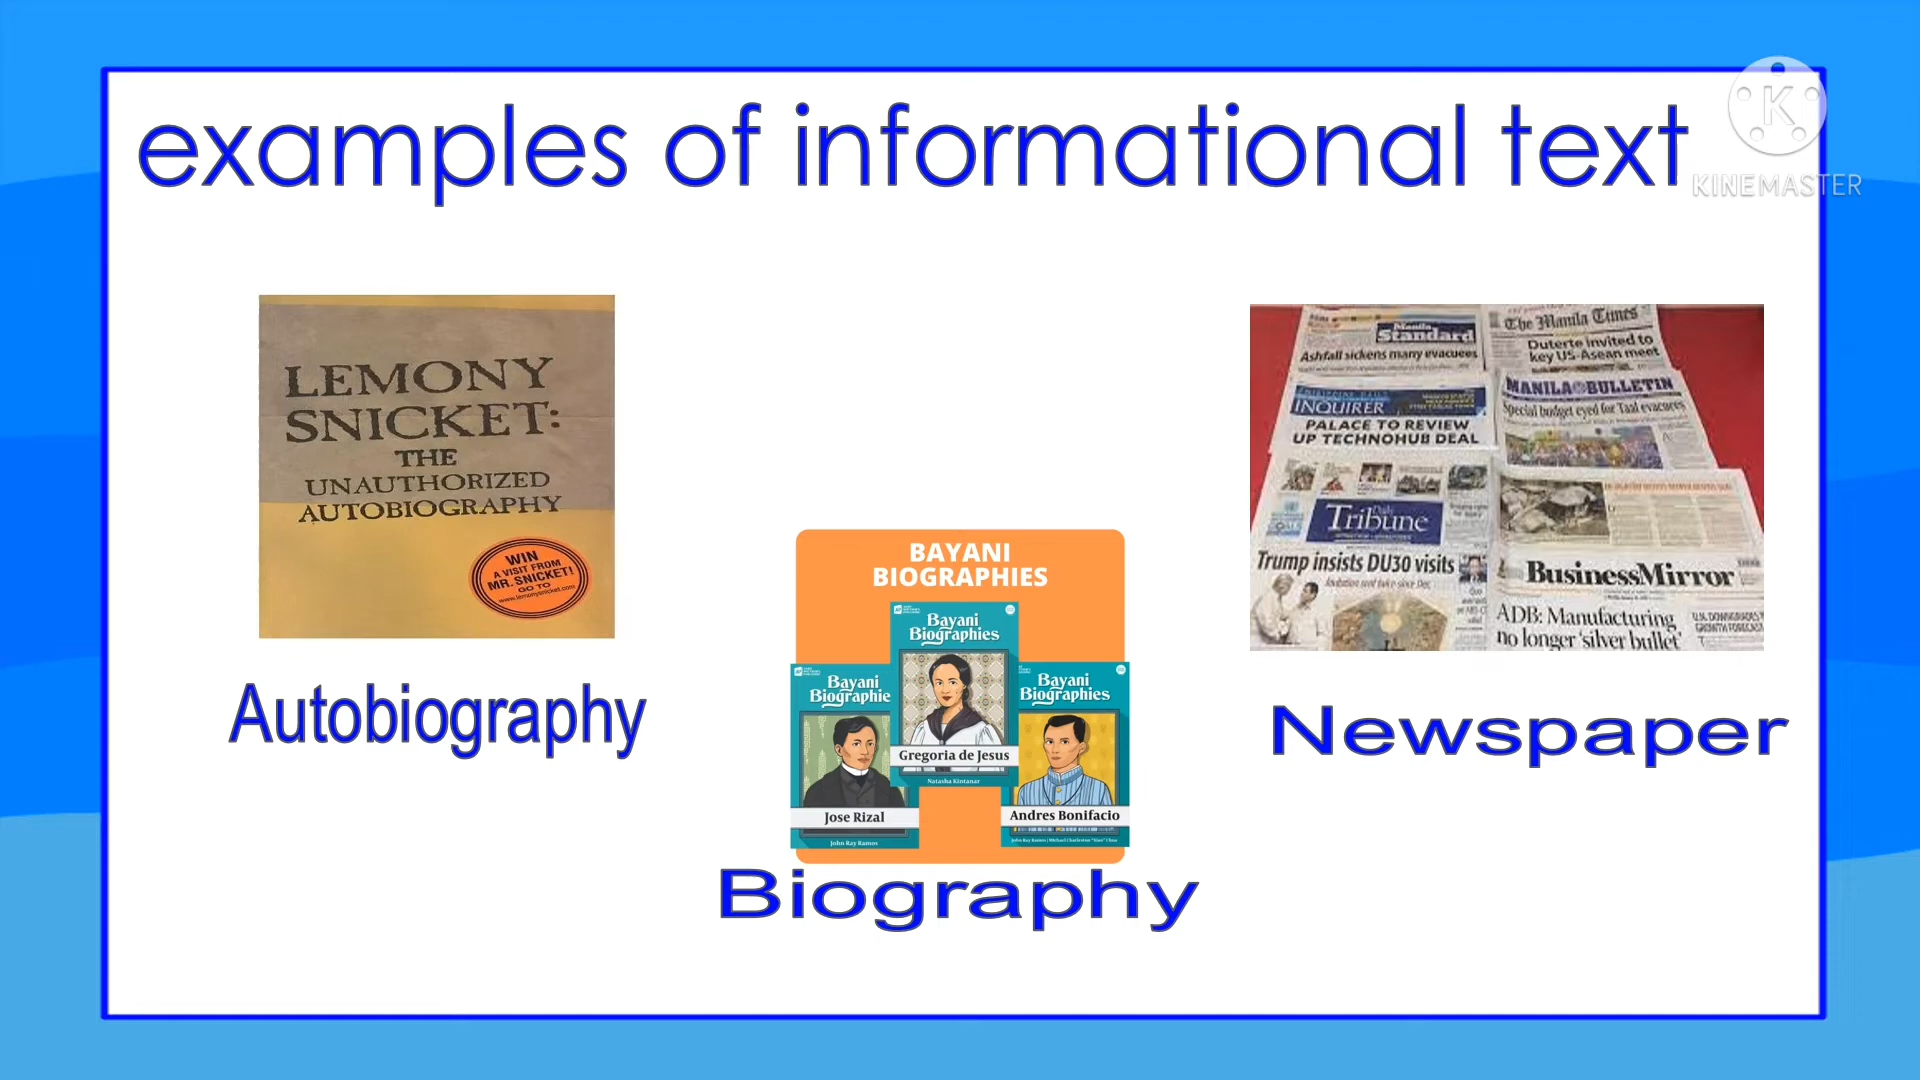 examples of informational text
KINEMASTER
LEMONY
SNICKET:
THE
UNAUTHORIZED
AUTOBIOGRAPHY
WIN
A VISIT FROM
MR. SNICKET!
GO TO
www.lemonysnicket.com
Autobiography
BAYANI
BIOGRAPHIES
Bayani
Biographies
Gregoria de Jesus
Natasha Kintanar
Bayani
Biographie
Jose Rizal
John Ray Ramos
Bayani
Biographies
Andres Bonifacio
Biography
Manila
Standard
Ashfall sickens many evacuees
The Manila Times
Duterte invited to
key US-Asean meet
INQUIRER
PALACE TO REVIEW
UP TECHNOHUB DEAL
MANILA BULLETIN
Special budget eyed for Taal evacuees
Daily
Tribune
Trump insists DU30 visits
BusinessMirror
ADB: Manufacturing
no longer 'silver bullet'
Newspaper